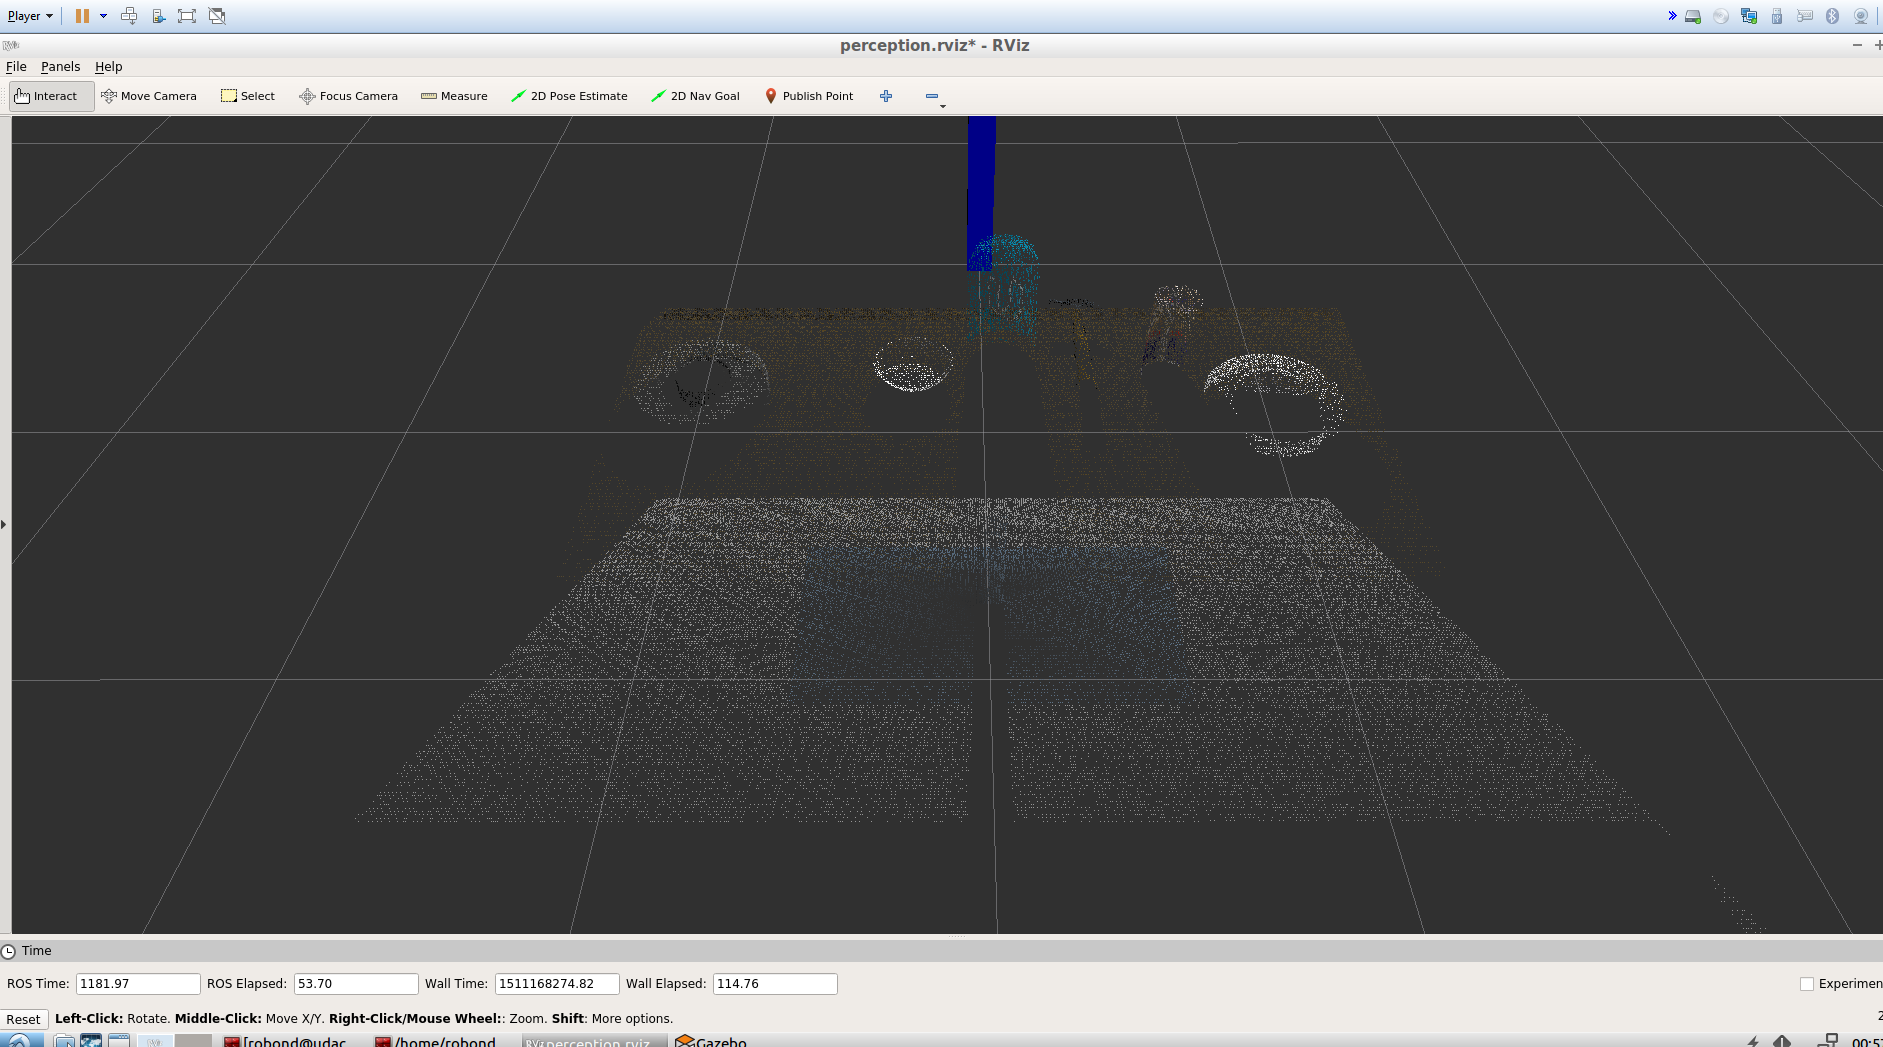 Player
perception.rviz* - RViz
File Panels Help
Interact Move Camera Select Focus Camera Measure 2D Pose Estimate 2D Nav Goal Publish Point
Time
ROS Time: 1181.97 ROS Elapsed: 53.70 Wall Time: 1511168274.82 Wall Elapsed: 114.76 Experimen
Reset Left-Click: Rotate. Middle-Click: Move X/Y. Right-Click/Mouse Wheel:: Zoom. Shift: More options.
[robond@udac /home/robond perception.rviz Gazebo